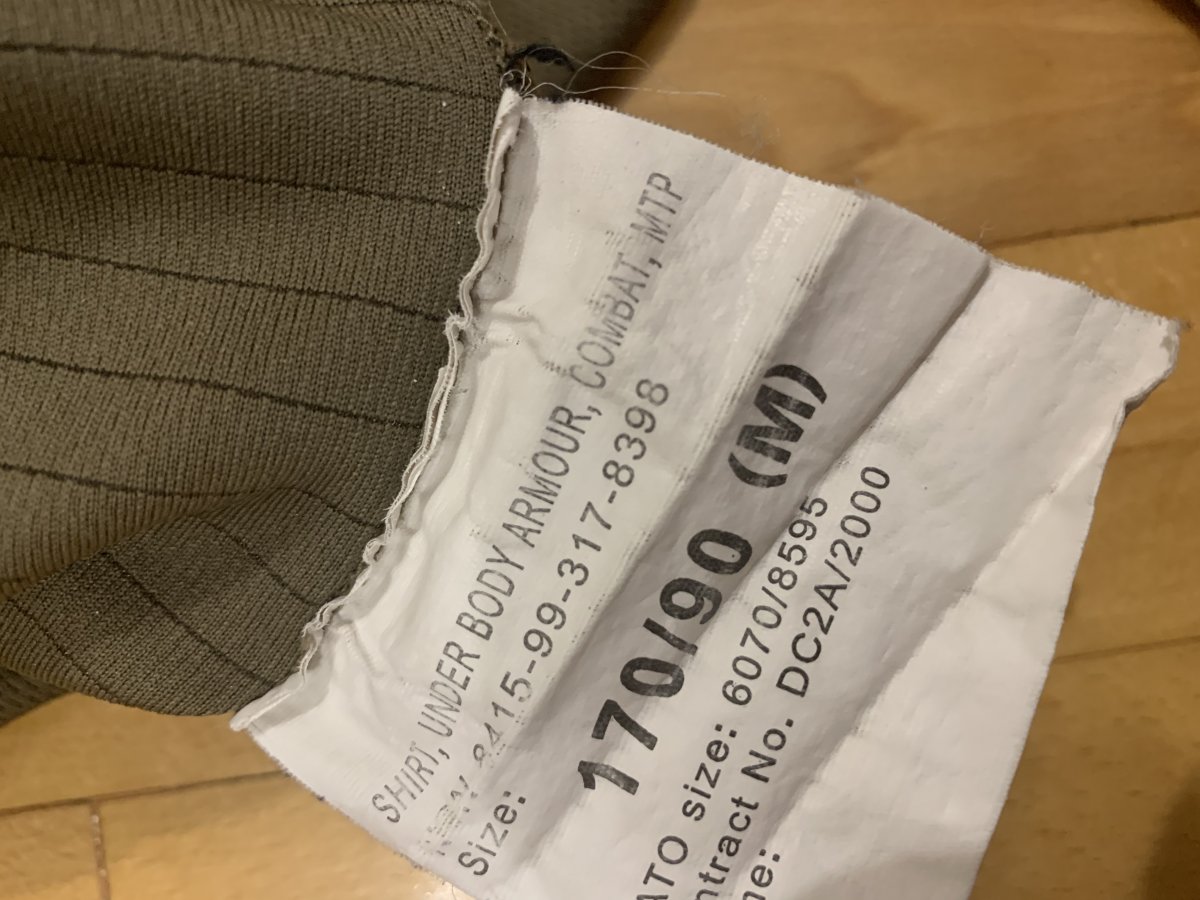 SHIRT, UNDER BODY ARMOUR, COMBAT, MTP
8415-99-317-8398
Size:
170/90 (M)
ATO size: 6070/8595
ntract No. DC2A/2000
me: